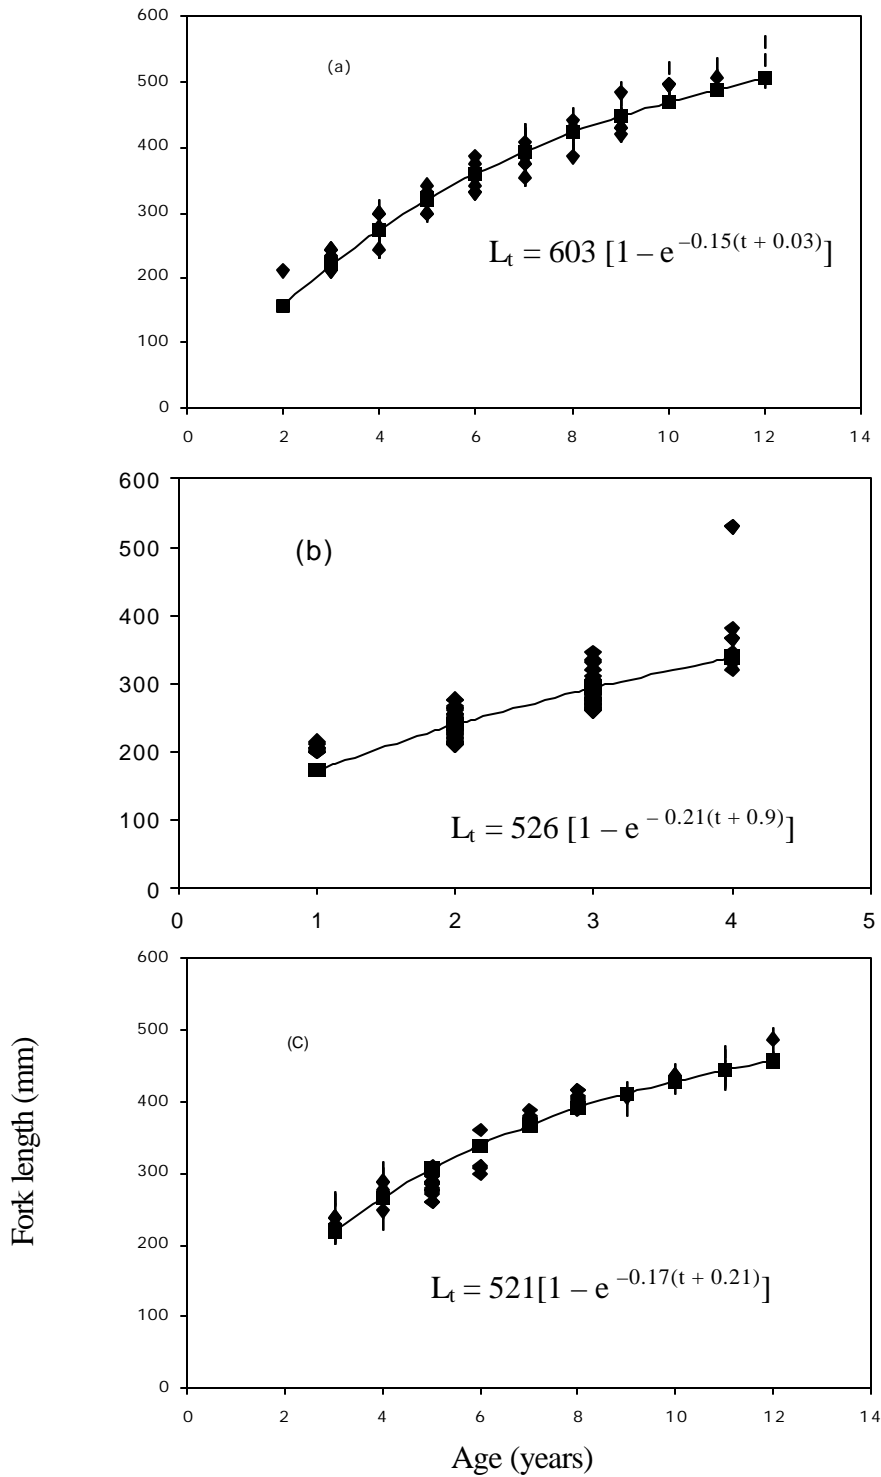 600
(a)
500
400
300
Lt = 603 [1 – e –0.15(t + 0.03)]
200
100
0
0 2 4 6 8 10 12 14
600
500
(b)
400
300
200
Lt = 526 [1 – e – 0.21(t + 0.9)]
100
0
0 1 2 3 4 5
600
500
(C)
400
300
200
Lt = 521[1 – e –0.17(t + 0.21)]
100
0
0 2 4 6 8 10 12 14
Fork length (mm)
Age (years)